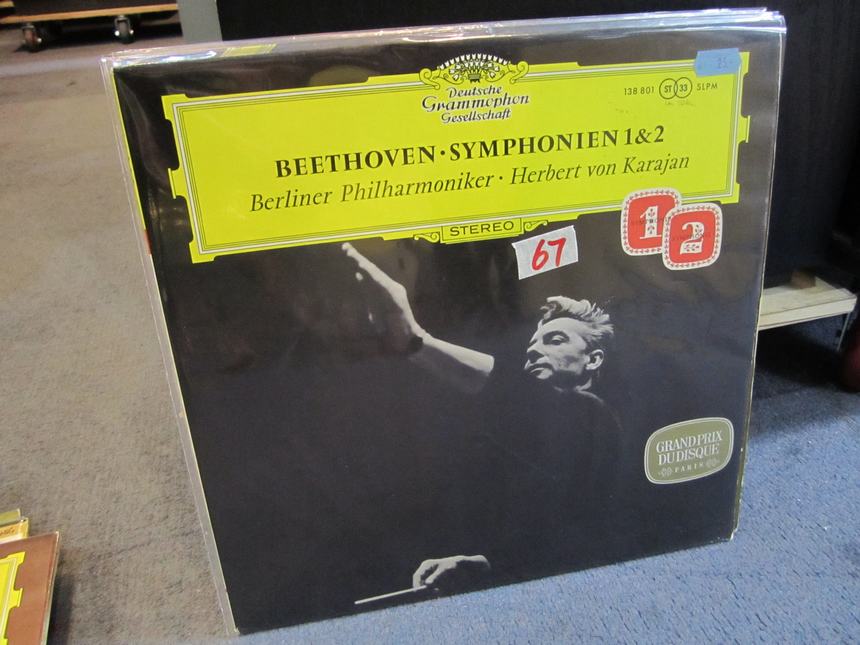 Deutsche
Grammophon
Gesellschaft
138 801 ST 33 SLPM
BEETHOVEN · SYMPHONIEN 1 & 2
Berliner Philharmoniker · Herbert von Karajan
STEREO
1
2
67
GRAND PRIX
DU DISQUE
PARIS